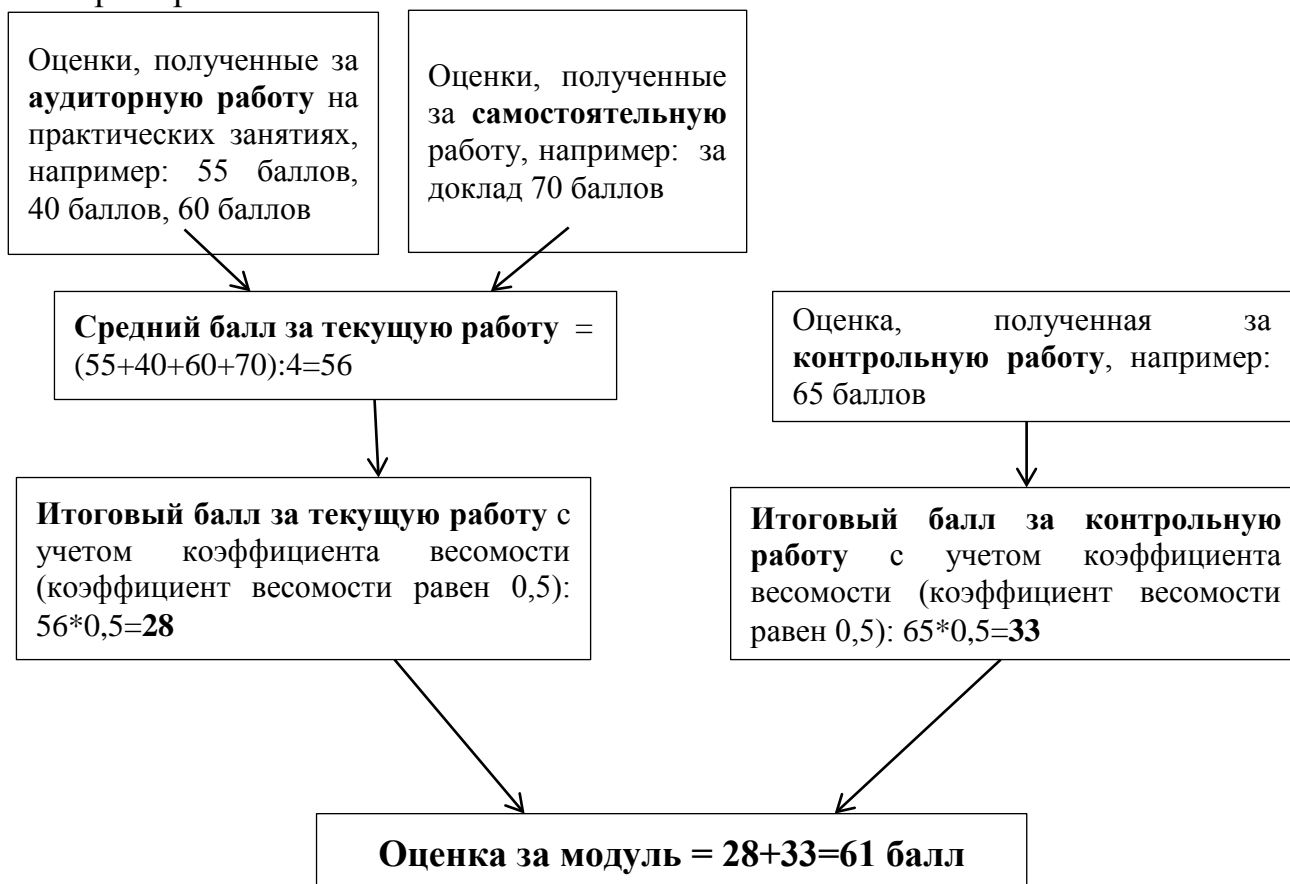 Оценки, полученные за
аудиторную работу на
практических занятиях,
например: 55 баллов,
40 баллов, 60 баллов
Оценки, полученные
за самостоятельную
работу, например: за
доклад 70 баллов
Средний балл за текущую работу =
(55+40+60+70):4=56
Оценка, полученная за
контрольную работу, например:
65 баллов
Итоговый балл за текущую работу с
учетом коэффициента весомости
(коэффициент весомости равен 0,5):
56*0,5=28
Итоговый балл за контрольную
работу с учетом коэффициента
весомости (коэффициент весомости
равен 0,5): 65*0,5=33
Оценка за модуль = 28+33=61 балл